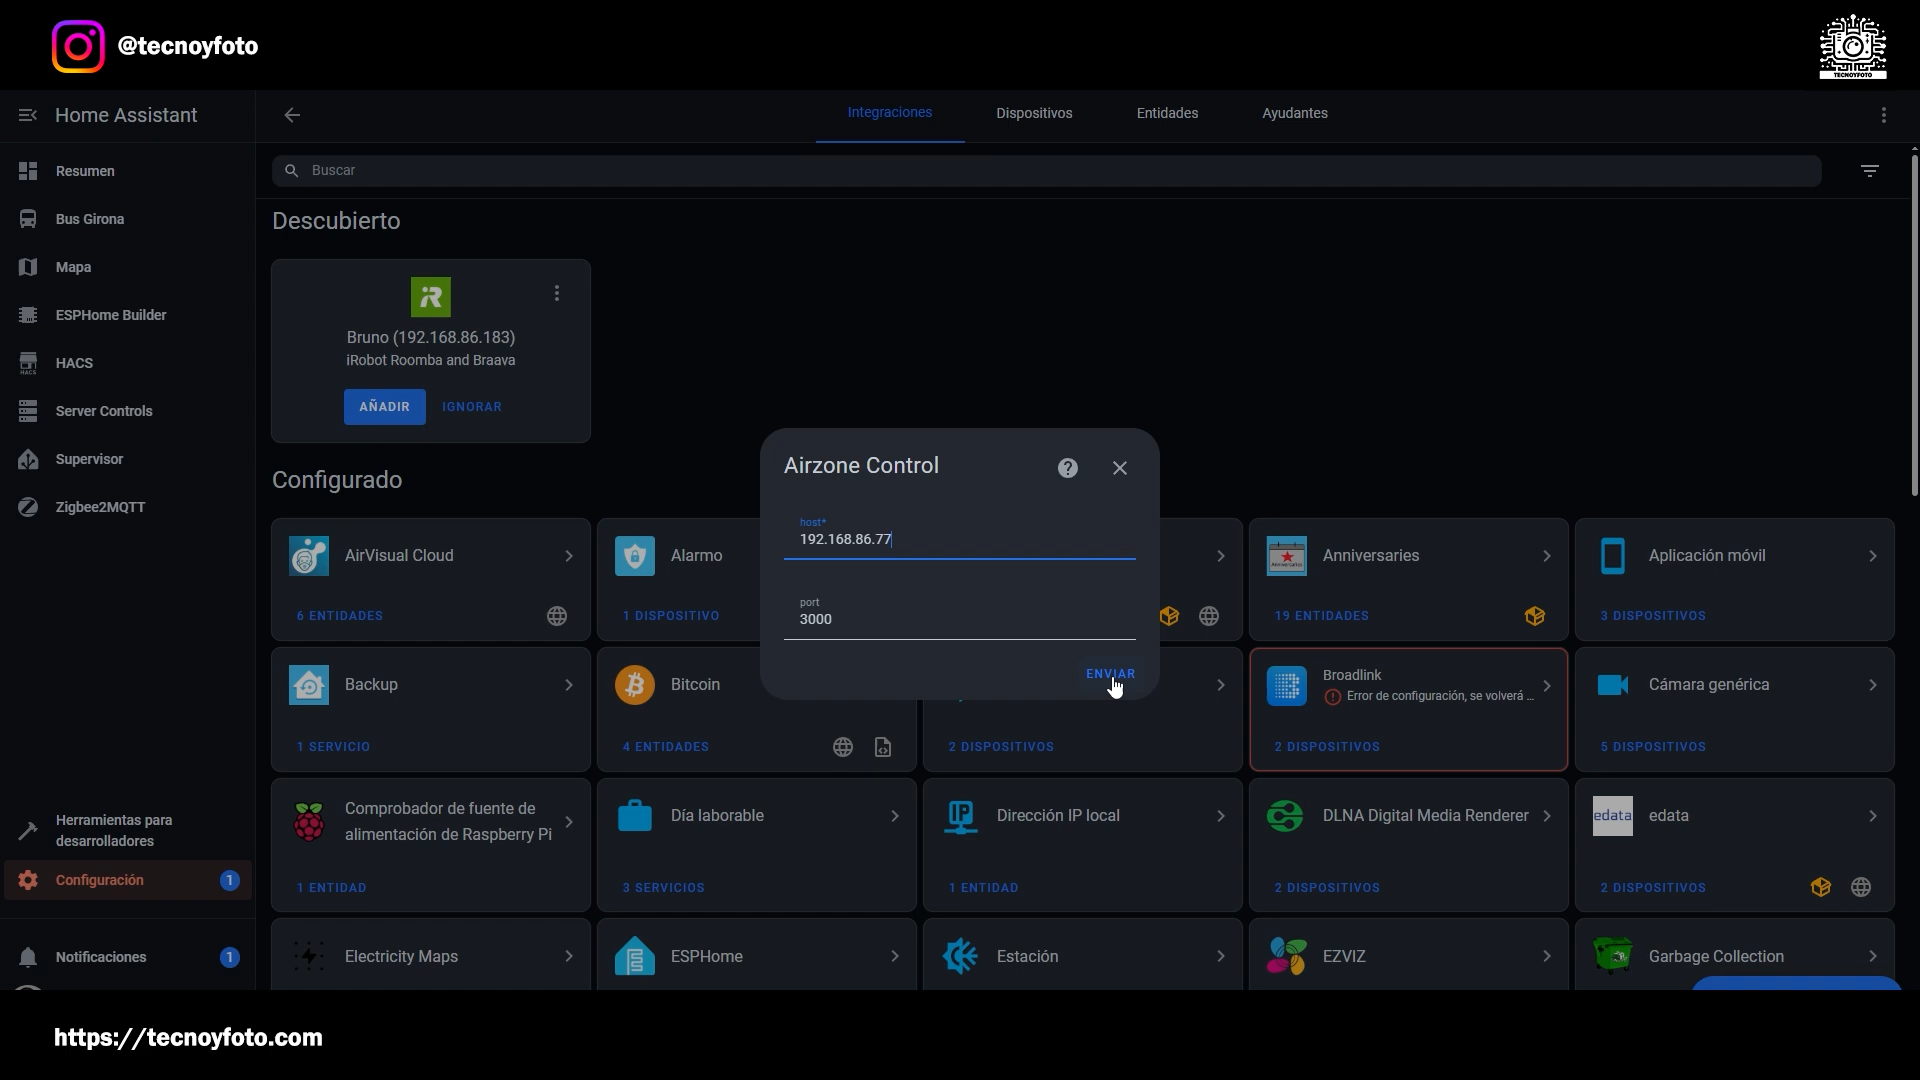 @tecnoyfoto
TECNOYFOTO
Home Assistant
Integraciones
Dispositivos
Entidades
Ayudantes
Resumen
Bus Girona
Mapa
ESPHome Builder
HACS
HACS
Server Controls
Supervisor
Zigbee2MQTT
Herramientas para
desarrolladores
Configuración
1
Notificaciones
1
Buscar
Descubierto
Bruno (192.168.86.183)
iRobot Roomba and Braava
AÑADIR
IGNORAR
Configurado
Airzone Control
host*
192.168.86.77
port
3000
ENVIAR
AirVisual Cloud
6 ENTIDADES
Alarmo
1 DISPOSITIVO
Anniversaries
Anniversaries
19 ENTIDADES
Aplicación móvil
3 DISPOSITIVOS
Backup
1 SERVICIO
Bitcoin
4 ENTIDADES
2 DISPOSITIVOS
Broadlink
Error de configuración, se volverá ...
2 DISPOSITIVOS
Cámara genérica
5 DISPOSITIVOS
Comprobador de fuente de
alimentación de Raspberry Pi
1 ENTIDAD
Día laborable
3 SERVICIOS
IP
Dirección IP local
1 ENTIDAD
DLNA Digital Media Renderer
2 DISPOSITIVOS
edata
edata
2 DISPOSITIVOS
Electricity Maps
ESPHome
Estación
EZVIZ
Garbage Collection
https://tecnoyfoto.com